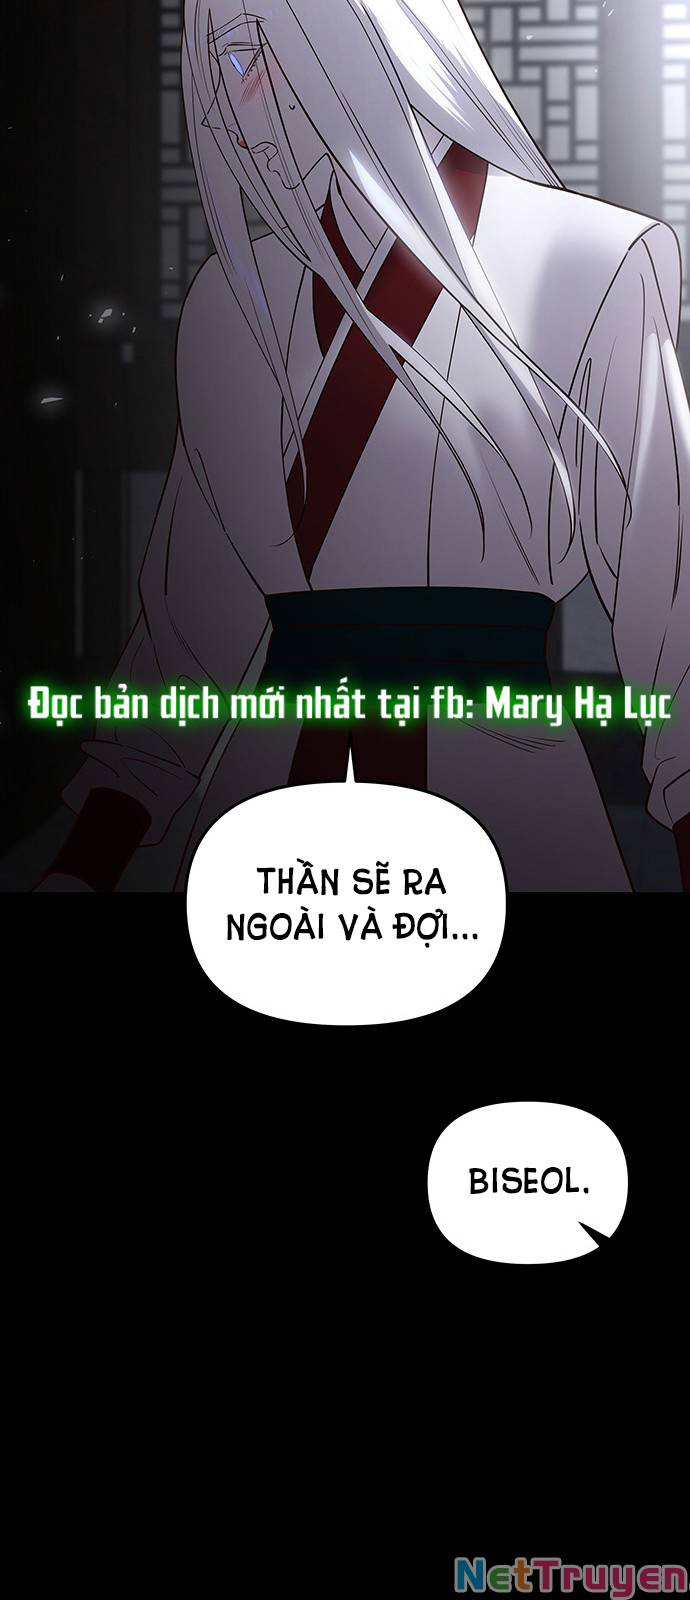 Đọc bản dịch mới nhất tại fb: Mary Hạ Lục
THẦN SẼ RA
NGOÀI VÀ ĐỢI...
BISEOL.
NetTruyen